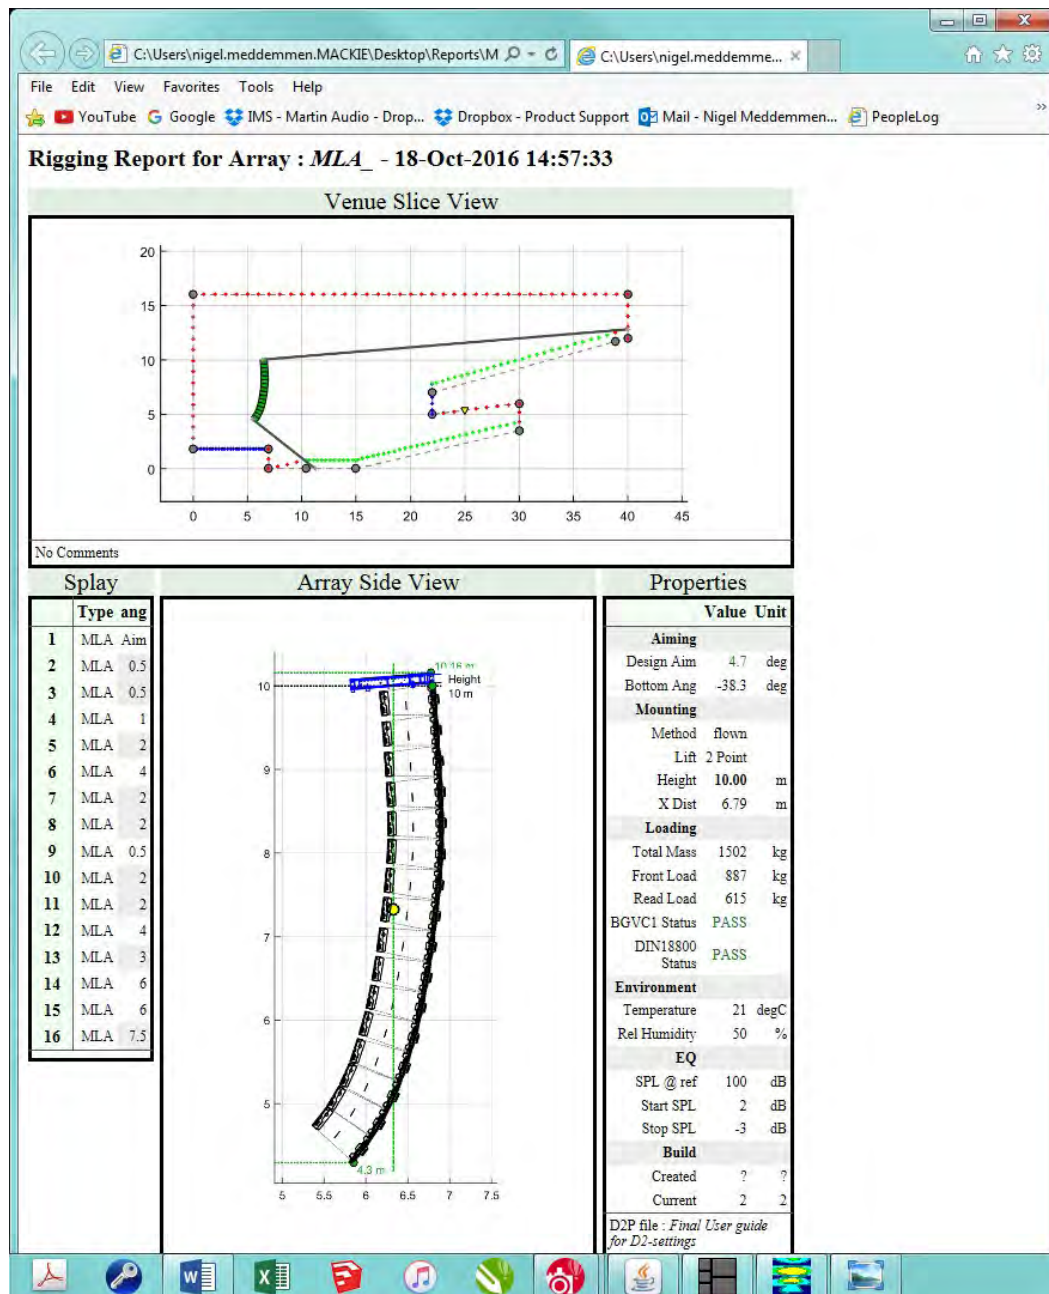 C:\Users\nigel.meddemmen.MACKIE\Desktop\Reports\M
C:\Users\nigel.meddemme...
File Edit View Favorites Tools Help
YouTube Google IMS - Martin Audio - Drop... Dropbox - Product Support Mail - Nigel Meddemmen... PeopleLog
Rigging Report for Array : MLA_ - 18-Oct-2016 14:57:33
Venue Slice View
20
15
10
5
0
0 5 10 15 20 25 30 35 40 45
No Comments
Splay
Type ang
1 MLA Aim
2 MLA 0.5
3 MLA 0.5
4 MLA 1
5 MLA 2
6 MLA 4
7 MLA 2
8 MLA 2
9 MLA 0.5
10 MLA 2
11 MLA 2
12 MLA 4
13 MLA 3
14 MLA 6
15 MLA 6
16 MLA 7.5
Array Side View
10.16 m
Height
10 m
10
9
8
7
6
5
4.3 m
5 5.5 6 6.5 7 7.5
Properties
Value Unit
Aiming
Design Aim 4.7 deg
Bottom Ang -38.3 deg
Mounting
Method flown
Lift 2 Point
Height 10.00 m
X Dist 6.79 m
Loading
Total Mass 1502 kg
Front Load 887 kg
Read Load 615 kg
BGVC1 Status PASS
DIN18800
Status PASS
Environment
Temperature 21 degC
Rel Humidity 50 %
EQ
SPL @ ref 100 dB
Start SPL 2 dB
Stop SPL -3 dB
Build
Created ? ?
Current 2 2
D2P file : Final User guide
for D2-settings